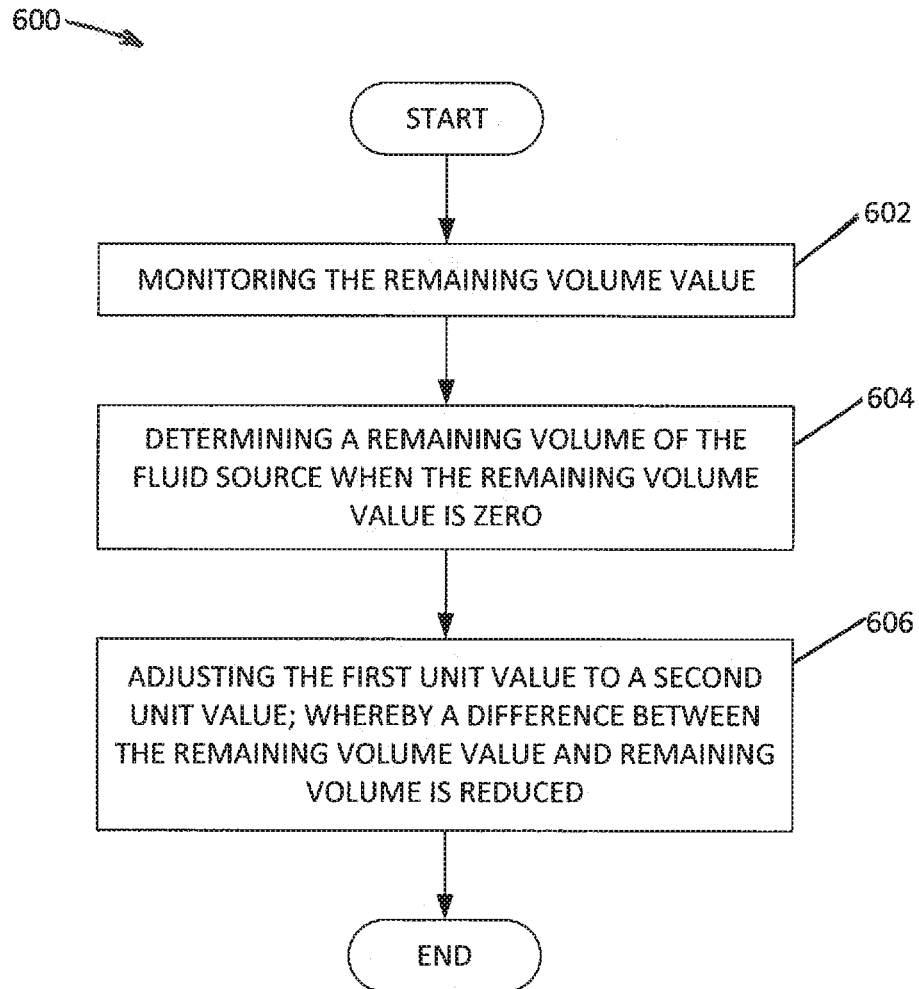 600
START
602
MONITORING THE REMAINING VOLUME VALUE
604
DETERMINING A REMAINING VOLUME OF THE
FLUID SOURCE WHEN THE REMAINING VOLUME
VALUE IS ZERO
606
ADJUSTING THE FIRST UNIT VALUE TO A SECOND
UNIT VALUE; WHEREBY A DIFFERENCE BETWEEN
THE REMAINING VOLUME VALUE AND REMAINING
VOLUME IS REDUCED
END